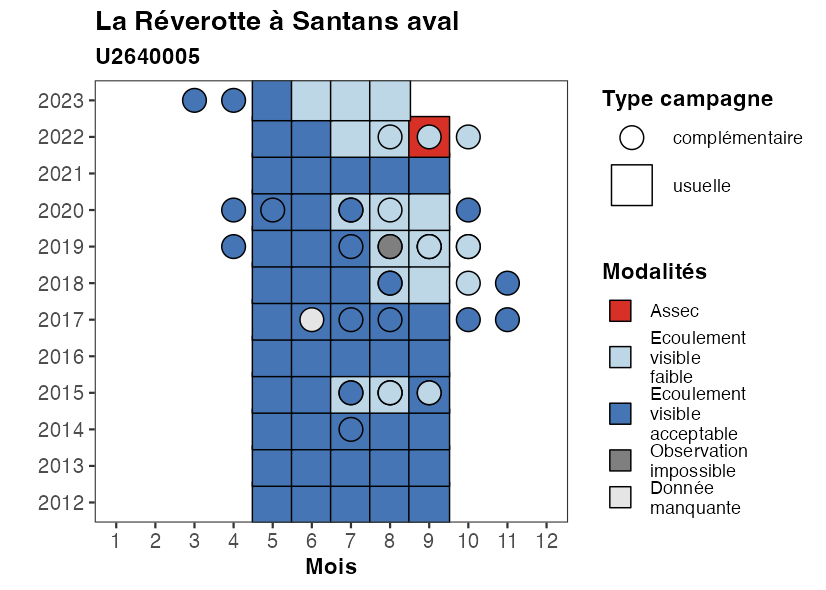 La Réverotte à Santans aval
U2640005
2023
2022
2021
2020
2019
2018
2017
2016
2015
2014
2013
2012
1 2 3 4 5 6 7 8 9 10 11 12
Mois
Type campagne
complémentaire
usuelle
Modalités
Assec
Ecoulement
visible
faible
Ecoulement
visible
acceptable
Observation
impossible
Donnée
manquante